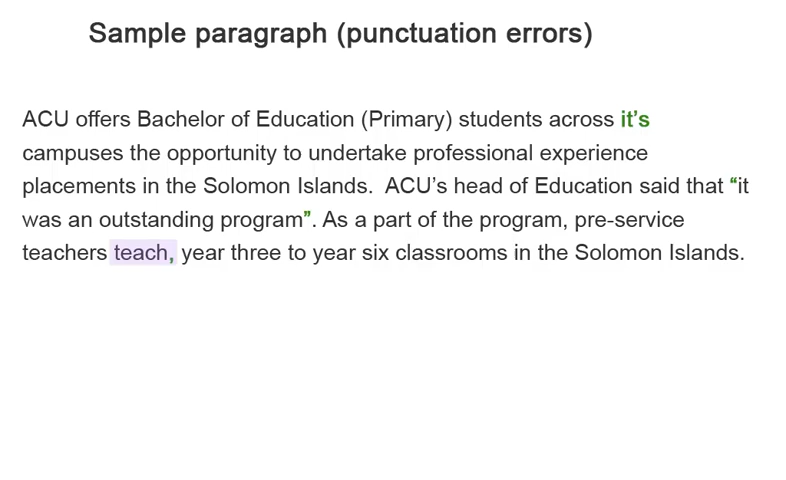 Sample paragraph (punctuation errors)
ACU offers Bachelor of Education (Primary) students across it’s
campuses the opportunity to undertake professional experience
placements in the Solomon Islands.  ACU’s head of Education said that “it
was an outstanding program”. As a part of the program, pre-service
teachers teach, year three to year six classrooms in the Solomon Islands.